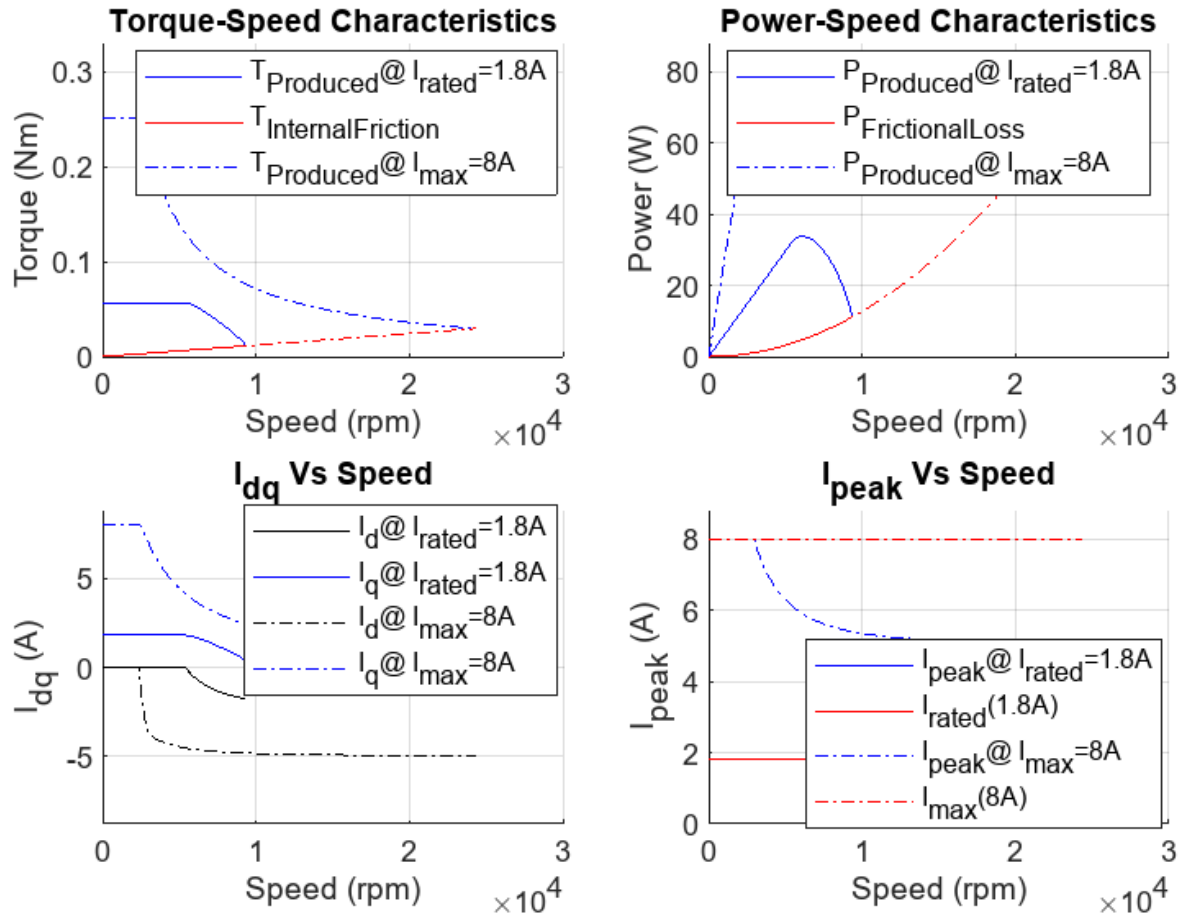 Torque-Speed Characteristics
0.3
0.2
0.1
0
Torque (Nm)
T_Produced@ I_rated=1.8A
T_InternalFriction
T_Produced@ I_max=8A
0 1 2 3
Speed (rpm)
×10^4
Power-Speed Characteristics
80
60
40
20
0
Power (W)
P_Produced@ I_rated=1.8A
P_FrictionalLoss
P_Produced@ I_max=8A
0 1 2 3
Speed (rpm)
×10^4
I_dq Vs Speed
5
0
-5
I_dq (A)
I_d@ I_rated=1.8A
I_q@ I_rated=1.8A
I_d@ I_max=8A
I_q@ I_max=8A
0 1 2 3
Speed (rpm)
×10^4
I_peak Vs Speed
8
6
4
2
0
I_peak (A)
I_peak@ I_rated=1.8A
I_rated(1.8A)
I_peak@ I_max=8A
I_max(8A)
0 1 2 3
Speed (rpm)
×10^4